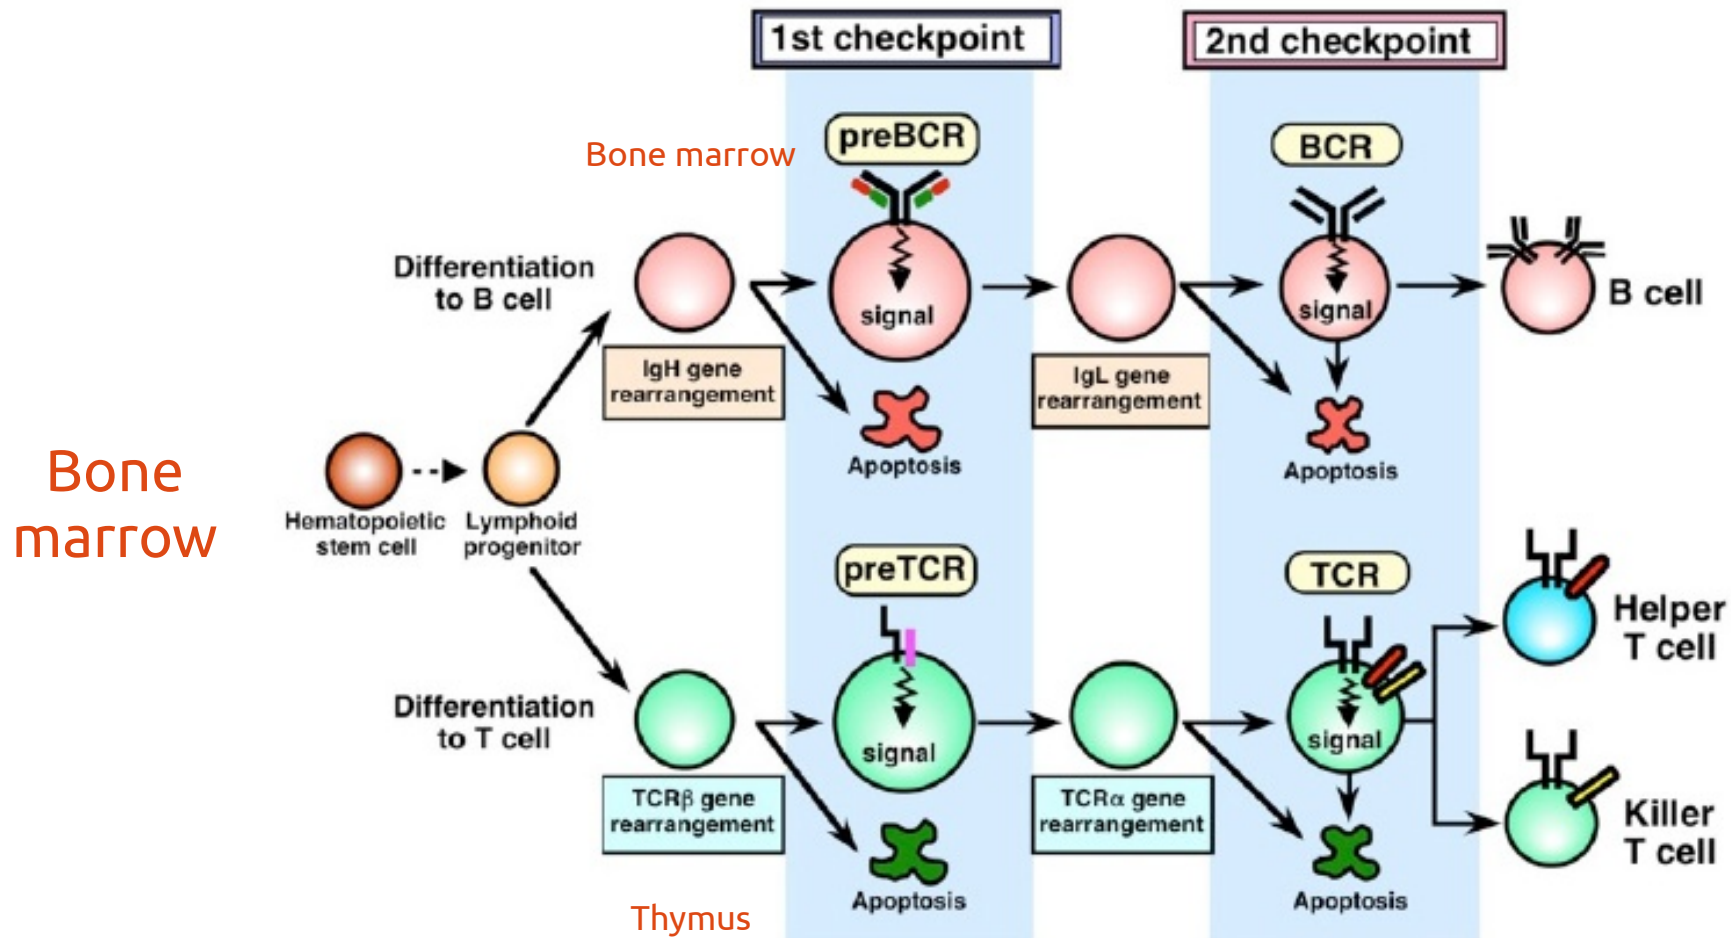 1st checkpoint
2nd checkpoint
Bone marrow
preBCR
BCR
Differentiation
to B cell
signal
signal
B cell
IgH gene
rearrangement
IgL gene
rearrangement
Apoptosis
Apoptosis
Bone
marrow
Hematopoietic
stem cell
Lymphoid
progenitor
preTCR
TCR
Helper
T cell
Differentiation
to T cell
signal
signal
TCRβ gene
rearrangement
TCRα gene
rearrangement
Killer
T cell
Apoptosis
Apoptosis
Thymus